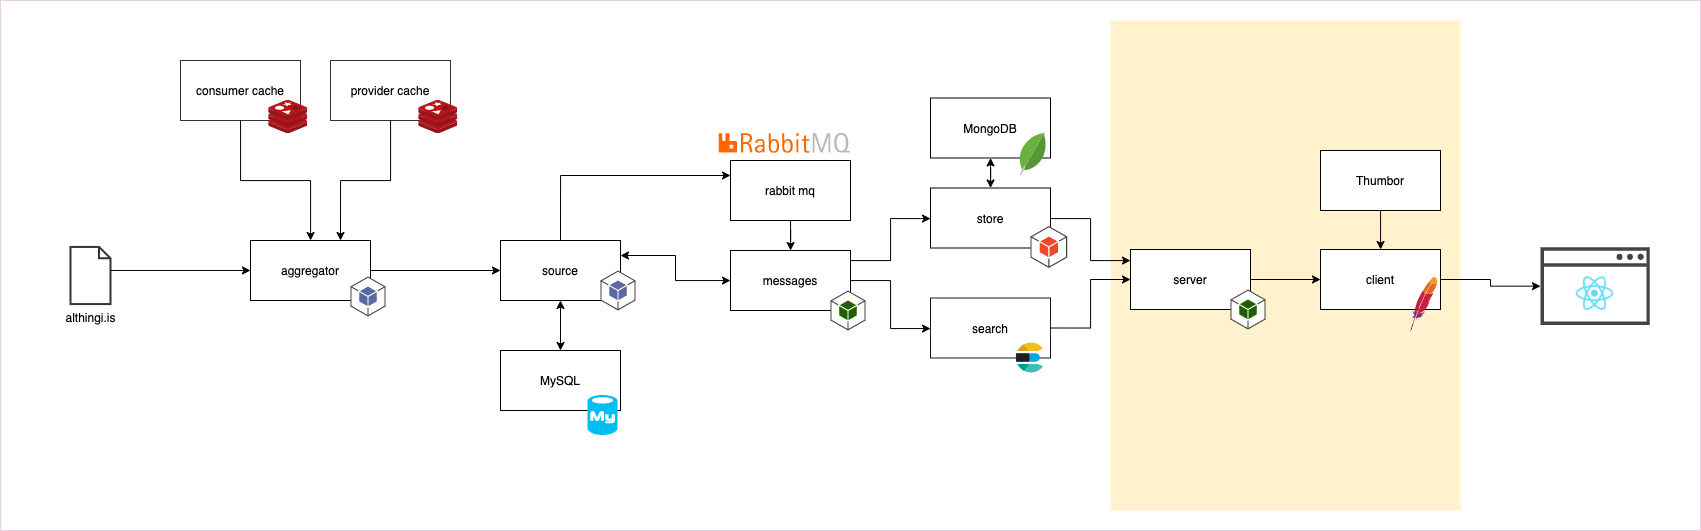 consumer cache
provider cache
RabbitMQ
MongoDB
rabbit mq
Thumbor
store
althingi.is
aggregator
source
messages
server
client
search
MySQL
My